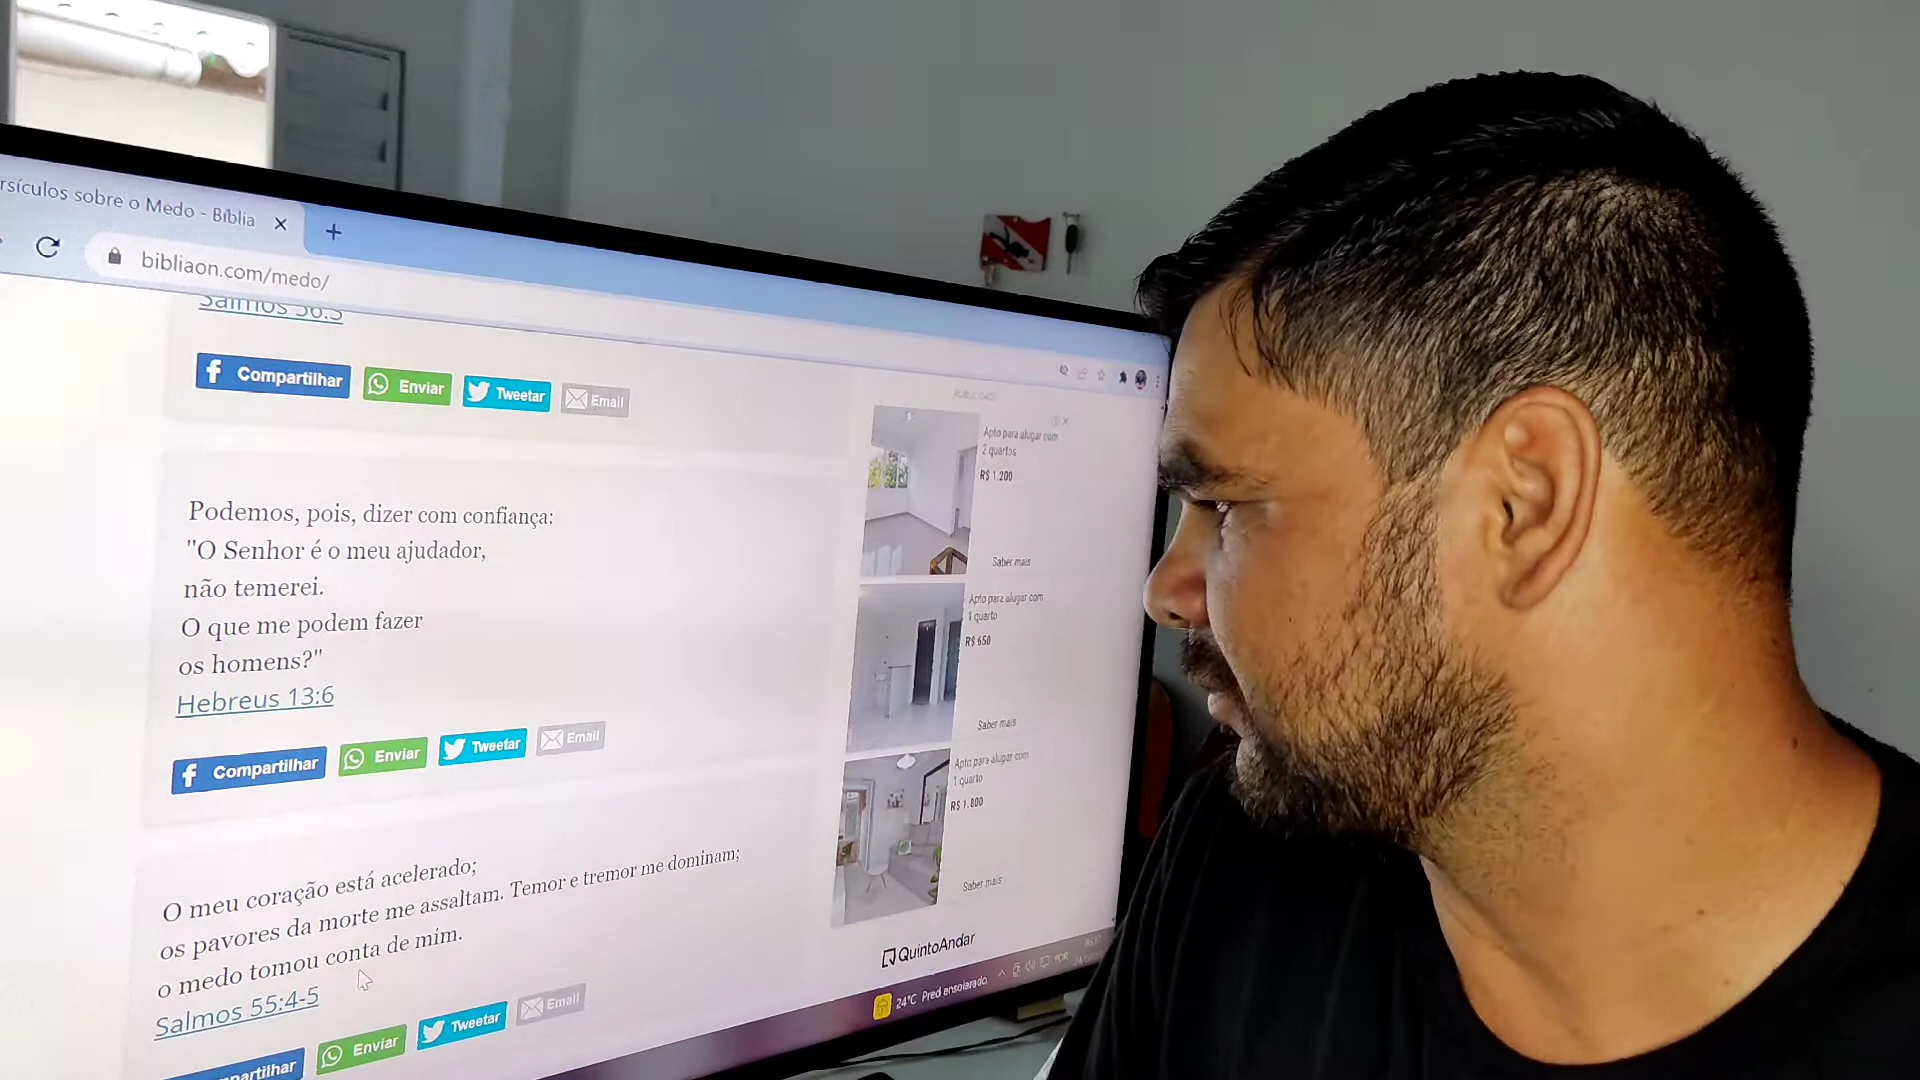 rsículos sobre o Medo - Bíblia
bibliaon.com/medo/
Salmos 56:3
Compartilhar
Enviar
Tweetar
Email
Podemos, pois, dizer com confiança:
"O Senhor é o meu ajudador,
não temerei.
O que me podem fazer
os homens?"
Hebreus 13:6
Compartilhar
Enviar
Tweetar
Email
O meu coração está acelerado;
os pavores da morte me assaltam. Temor e tremor me dominam;
o medo tomou conta de mim.
Salmos 55:4-5
partilhar
Enviar
Tweetar
Email
Apto para alugar com
2 quartos
R$ 1.200
Saber mais
Apto para alugar com
1 quarto
R$ 650
Saber mais
Apto para alugar com
1 quarto
R$ 1.800
Saber mais
QuintoAndar
24°C Pred ensolarado
POR